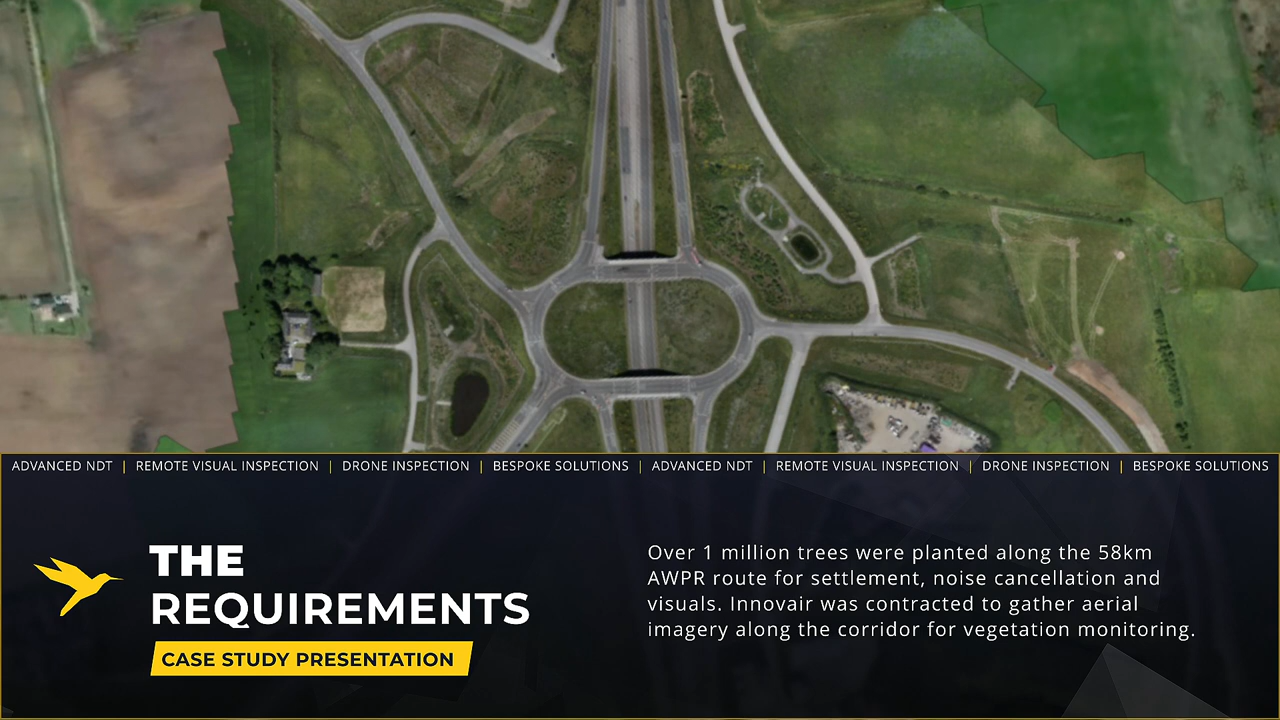 ADVANCED NDT | REMOTE VISUAL INSPECTION | DRONE INSPECTION | BESPOKE SOLUTIONS | ADVANCED NDT | REMOTE VISUAL INSPECTION | DRONE INSPECTION | BESPOKE SOLUTIONS
THE
REQUIREMENTS
CASE STUDY PRESENTATION
Over 1 million trees were planted along the 58km
AWPR route for settlement, noise cancellation and
visuals. Innovair was contracted to gather aerial
imagery along the corridor for vegetation monitoring.